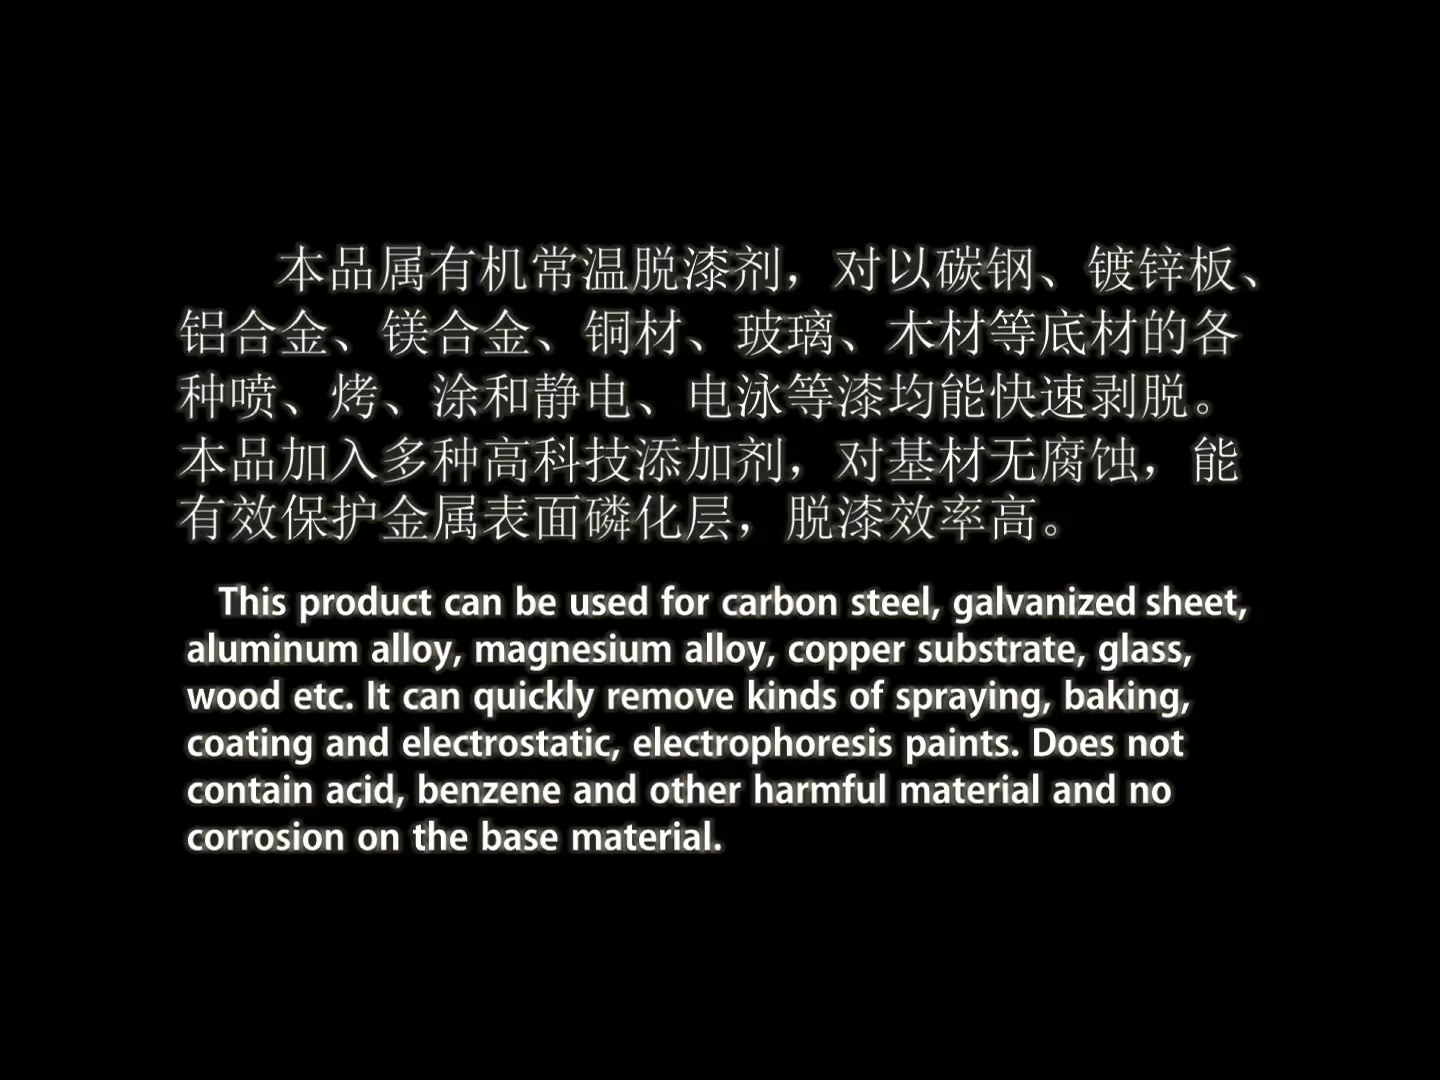 本品属有机常温脱漆剂，对以碳钢、镀锌板、
铝合金、镁合金、铜材、玻璃、木材等底材的各
种喷、烤、涂和静电、电泳等漆均能快速剥脱。
本品加入多种高科技添加剂，对基材无腐蚀，能
有效保护金属表面磷化层，脱漆效率高。
This product can be used for carbon steel, galvanized sheet,
aluminum alloy, magnesium alloy, copper substrate, glass,
wood etc. It can quickly remove kinds of spraying, baking,
coating and electrostatic, electrophoresis paints. Does not
contain acid, benzene and other harmful material and no
corrosion on the base material.